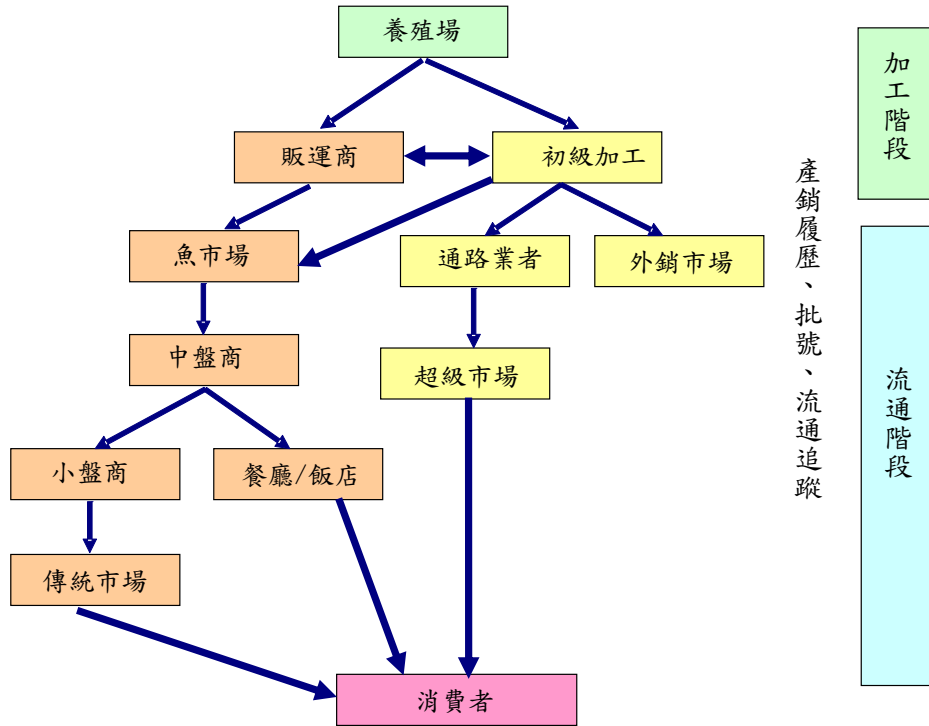 養殖場
加工階段
販運商
初級加工
產銷履歷、批號、流通追蹤
魚市場
通路業者
外銷市場
流通階段
中盤商
超級市場
小盤商
餐廳/飯店
傳統市場
消費者